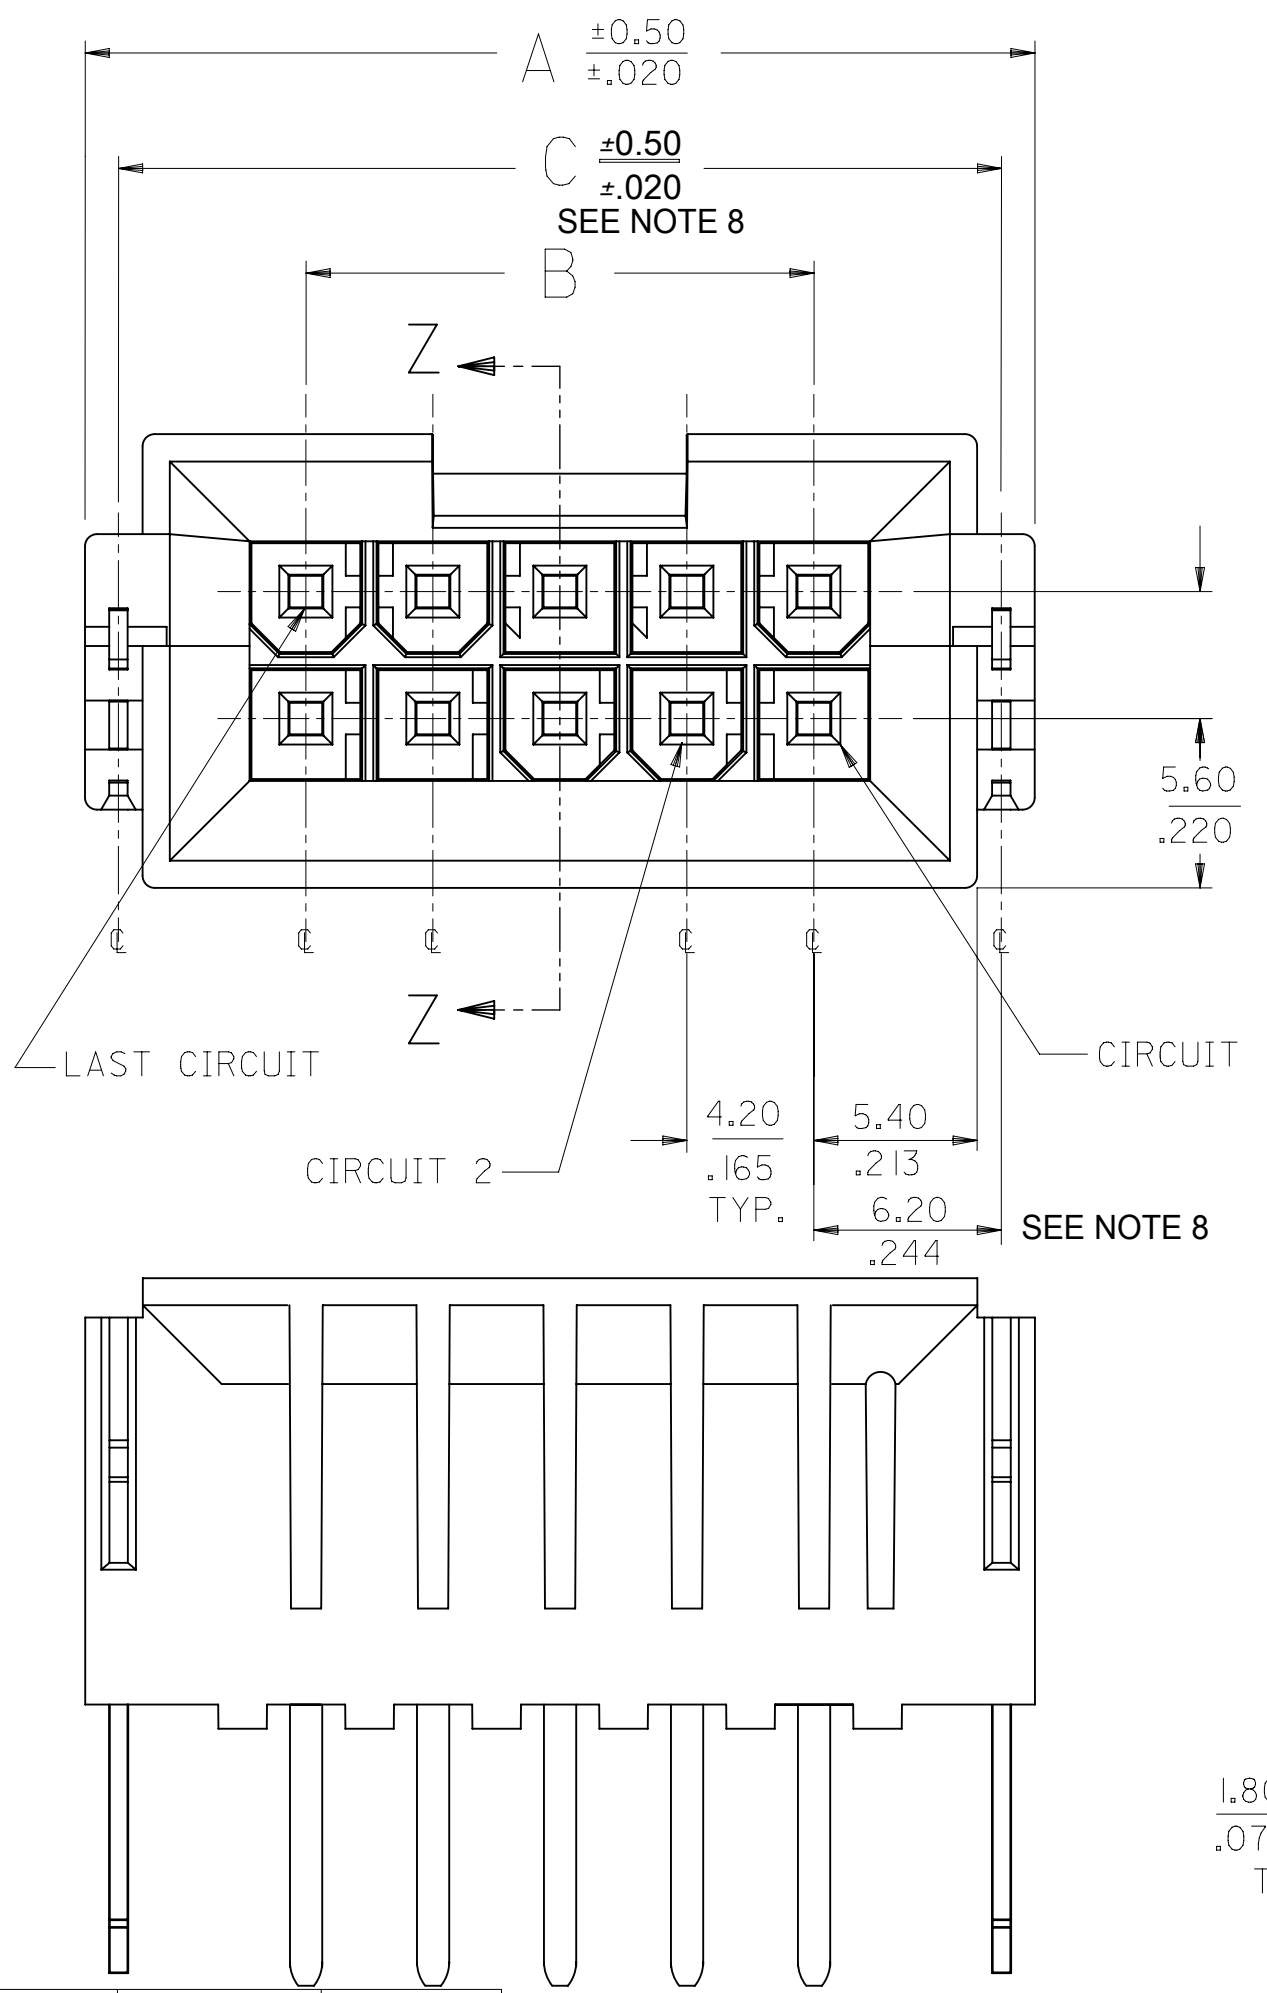 A ±0.50
±.020
C ±0.50
±.020
SEE NOTE 8
B
Z
5.60
.220
℄ ℄ ℄ ℄ ℄ ℄
Z
LAST CIRCUIT
CIRCUIT
4.20
.165
TYP.
5.40
.213
CIRCUIT 2
6.20
.244
SEE NOTE 8